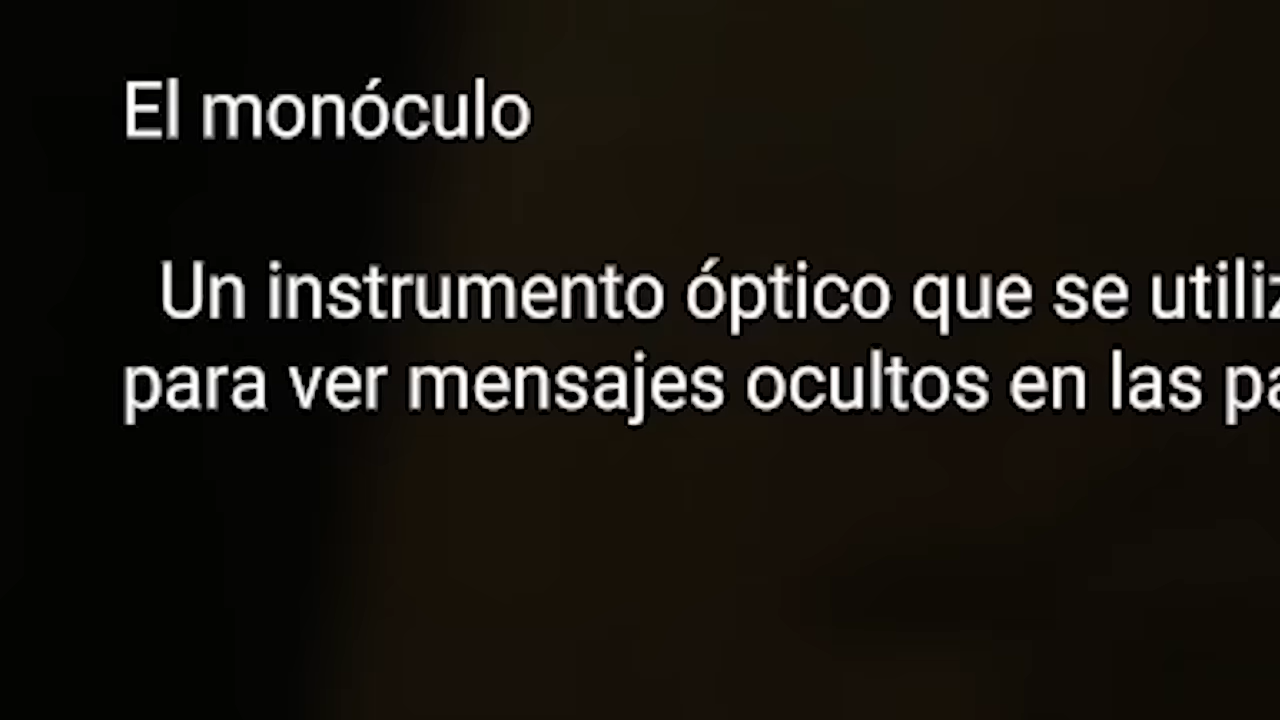 El monóculo
Un instrumento óptico que se utiliz
para ver mensajes ocultos en las pa